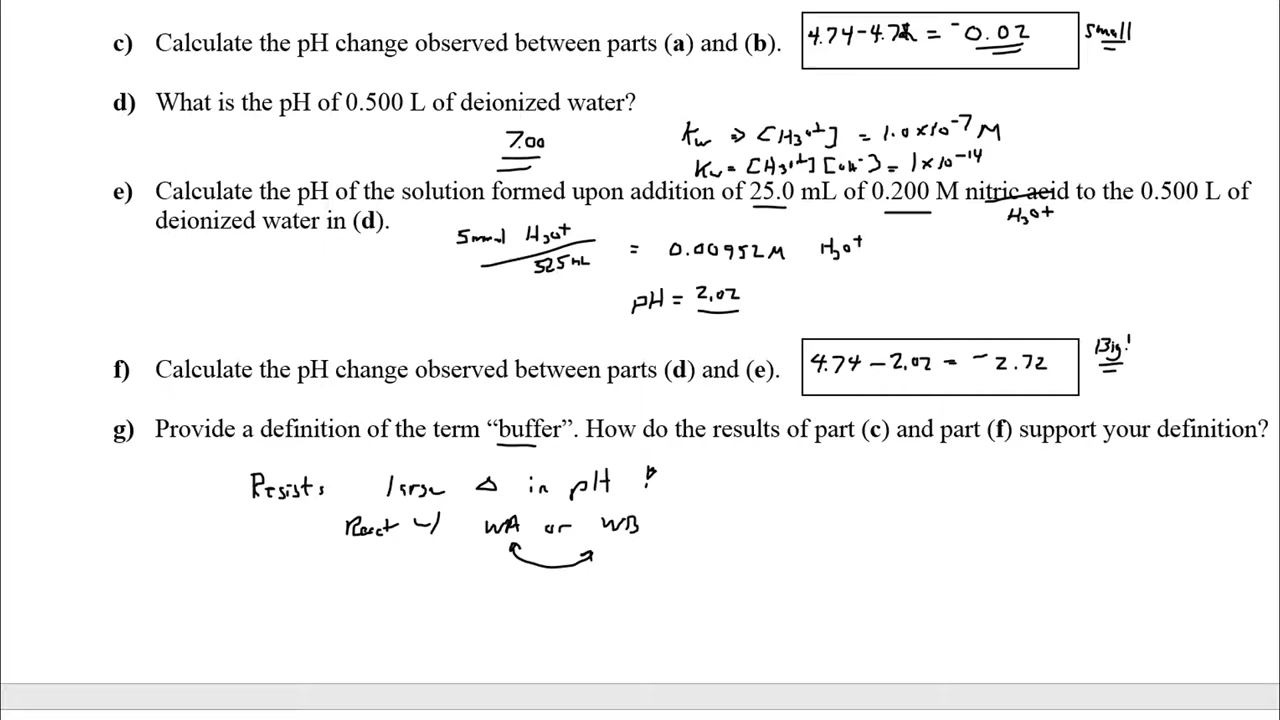 c) Calculate the pH change observed between parts (a) and (b). 4.74 - 4.72 = -0.02 small
d) What is the pH of 0.500 L of deionized water?
7.00 Kw ⇒ [H3O+] = 1.0×10^-7 M
Kw = [H3O+][OH-] = 1×10^-14
e) Calculate the pH of the solution formed upon addition of 25.0 mL of 0.200 M nitric acid to the 0.500 L of
H3O+
deionized water in (d).
5 mmol H3O+ / 525 mL = 0.00952 M H3O+
pH = 2.02
f) Calculate the pH change observed between parts (d) and (e). 4.74 - 2.02 = -2.72 Big!
g) Provide a definition of the term “buffer”. How do the results of part (c) and part (f) support your definition?
Resists large Δ in pH
React w/ WA or WB